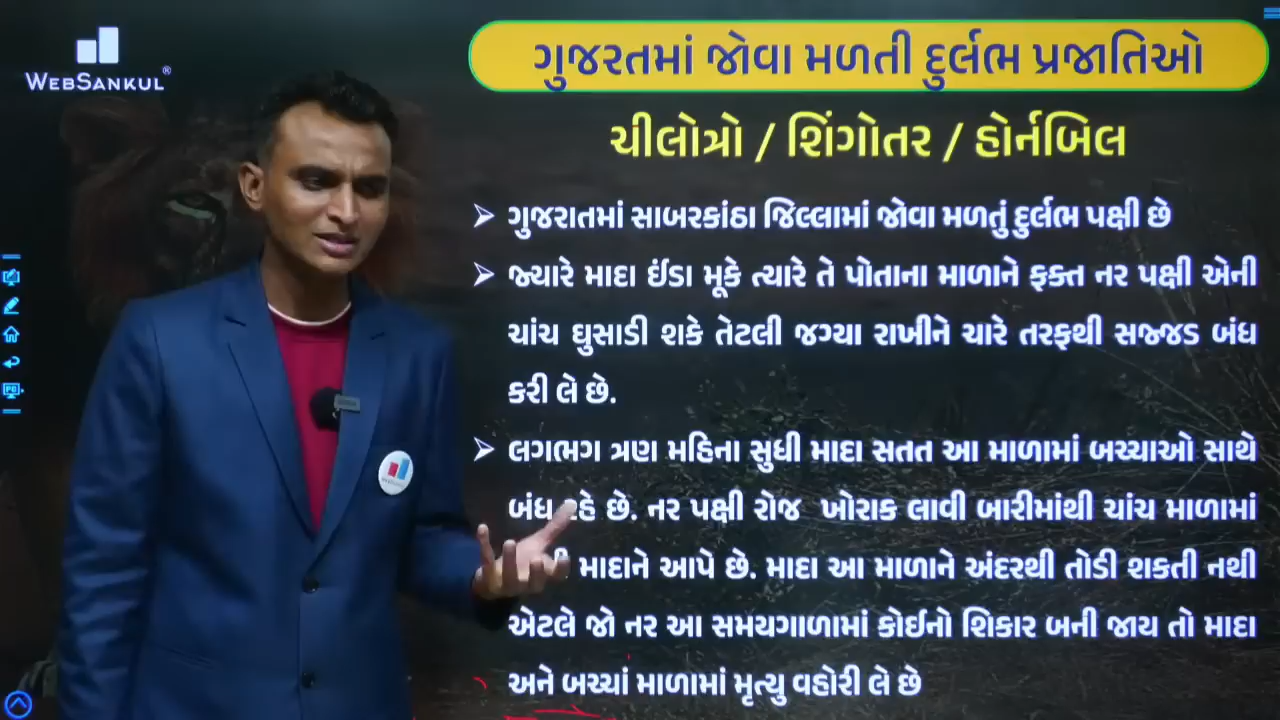 WEBSANKUL®
ગુજરતમાં જોવા મળતી દુર્લભ પ્રજાતિઓ
ચીલોત્રો / શિંગોતર / હોર્નબિલ
➢ ગુજરાતમાં સાબરકાંઠા જિલ્લામાં જોવા મળતું દુર્લભ પક્ષી છે
➢ જ્યારે માદા ઈંડા મૂકે ત્યારે તે પોતાના માળાને ફક્ત નર પક્ષી એની
ચાંચ ઘુસાડી શકે તેટલી જગ્યા રાખીને ચારે તરફથી સજ્જડ બંધ
કરી લે છે.
➢ લગભગ ત્રણ મહિના સુધી માદા સતત આ માળામાં બચ્ચાઓ સાથે
બંધ રહે છે. નર પક્ષી રોજ ખોરાક લાવી બારીમાંથી ચાંચ માળામાં
માદાને આપે છે. માદા આ માળાને અંદરથી તોડી શકતી નથી
એટલે જો નર આ સમયગાળામાં કોઈનો શિકાર બની જાય તો માદા
અને બચ્ચાં માળામાં મૃત્યુ વહોરી લે છે